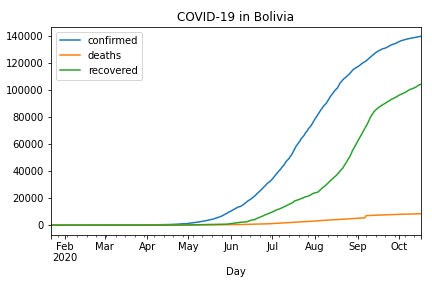 COVID-19 in Bolivia
confirmed
deaths
recovered
140000
120000
100000
80000
60000
40000
20000
0
Feb Mar Apr May Jun Jul Aug Sep Oct
2020
Day